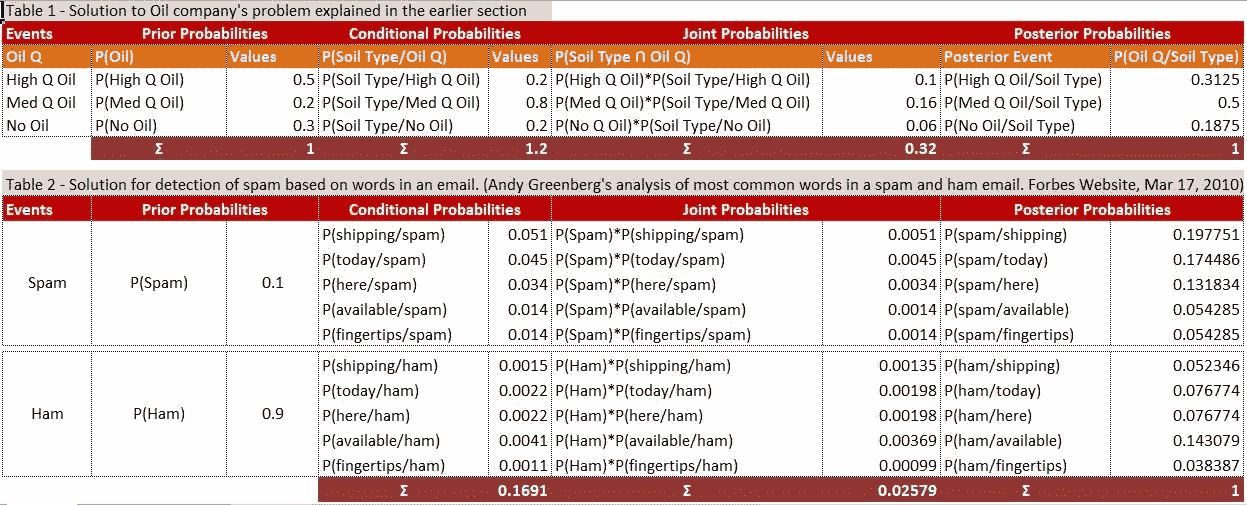 Table 1 - Solution to Oil company's problem explained in the earlier section
Events Prior Probabilities Conditional Probabilities Joint Probabilities Posterior Probabilities
Oil Q P(Oil) Values P(Soil Type/Oil Q) Values P(Soil Type ∩ Oil Q) Values Posterior Event P(Oil Q/Soil Type)
High Q Oil P(High Q Oil) 0.5 P(Soil Type/High Q Oil) 0.2 P(High Q Oil)*P(Soil Type/High Q Oil) 0.1 P(High Q Oil/Soil Type) 0.3125
Med Q Oil P(Med Q Oil) 0.2 P(Soil Type/Med Q Oil) 0.8 P(Med Q Oil)*P(Soil Type/Med Q Oil) 0.16 P(Med Q Oil/Soil Type) 0.5
No Oil P(No Oil) 0.3 P(Soil Type/No Oil) 0.2 P(No Q Oil)*P(Soil Type/No Oil) 0.06 P(No Oil/Soil Type) 0.1875
Σ 1 Σ 1.2 Σ 0.32 Σ 1
Table 2 - Solution for detection of spam based on words in an email. (Andy Greenberg's analysis of most common words in a spam and ham email. Forbes Website, Mar 17, 2010)
Events Prior Probabilities Conditional Probabilities Joint Probabilities Posterior Probabilities
P(shipping/spam) 0.051 P(Spam)*P(shipping/spam) 0.0051 P(spam/shipping) 0.197751
P(today/spam) 0.045 P(Spam)*P(today/spam) 0.0045 P(spam/today) 0.174486
Spam P(Spam) 0.1 P(here/spam) 0.034 P(Spam)*P(here/spam) 0.0034 P(spam/here) 0.131834
P(available/spam) 0.014 P(Spam)*P(available/spam) 0.0014 P(spam/available) 0.054285
P(fingertips/spam) 0.014 P(Spam)*P(fingertips/spam) 0.0014 P(spam/fingertips) 0.054285
P(shipping/ham) 0.0015 P(Ham)*P(shipping/ham) 0.00135 P(ham/shipping) 0.052346
P(today/ham) 0.0022 P(Ham)*P(today/ham) 0.00198 P(ham/today) 0.076774
Ham P(Ham) 0.9 P(here/ham) 0.0022 P(Ham)*P(here/ham) 0.00198 P(ham/here) 0.076774
P(available/ham) 0.0041 P(Ham)*P(available/ham) 0.00369 P(ham/available) 0.143079
P(fingertips/ham) 0.0011 P(Ham)*P(fingertips/ham) 0.00099 P(ham/fingertips) 0.038387
Σ 0.1691 Σ 0.02579 Σ 1